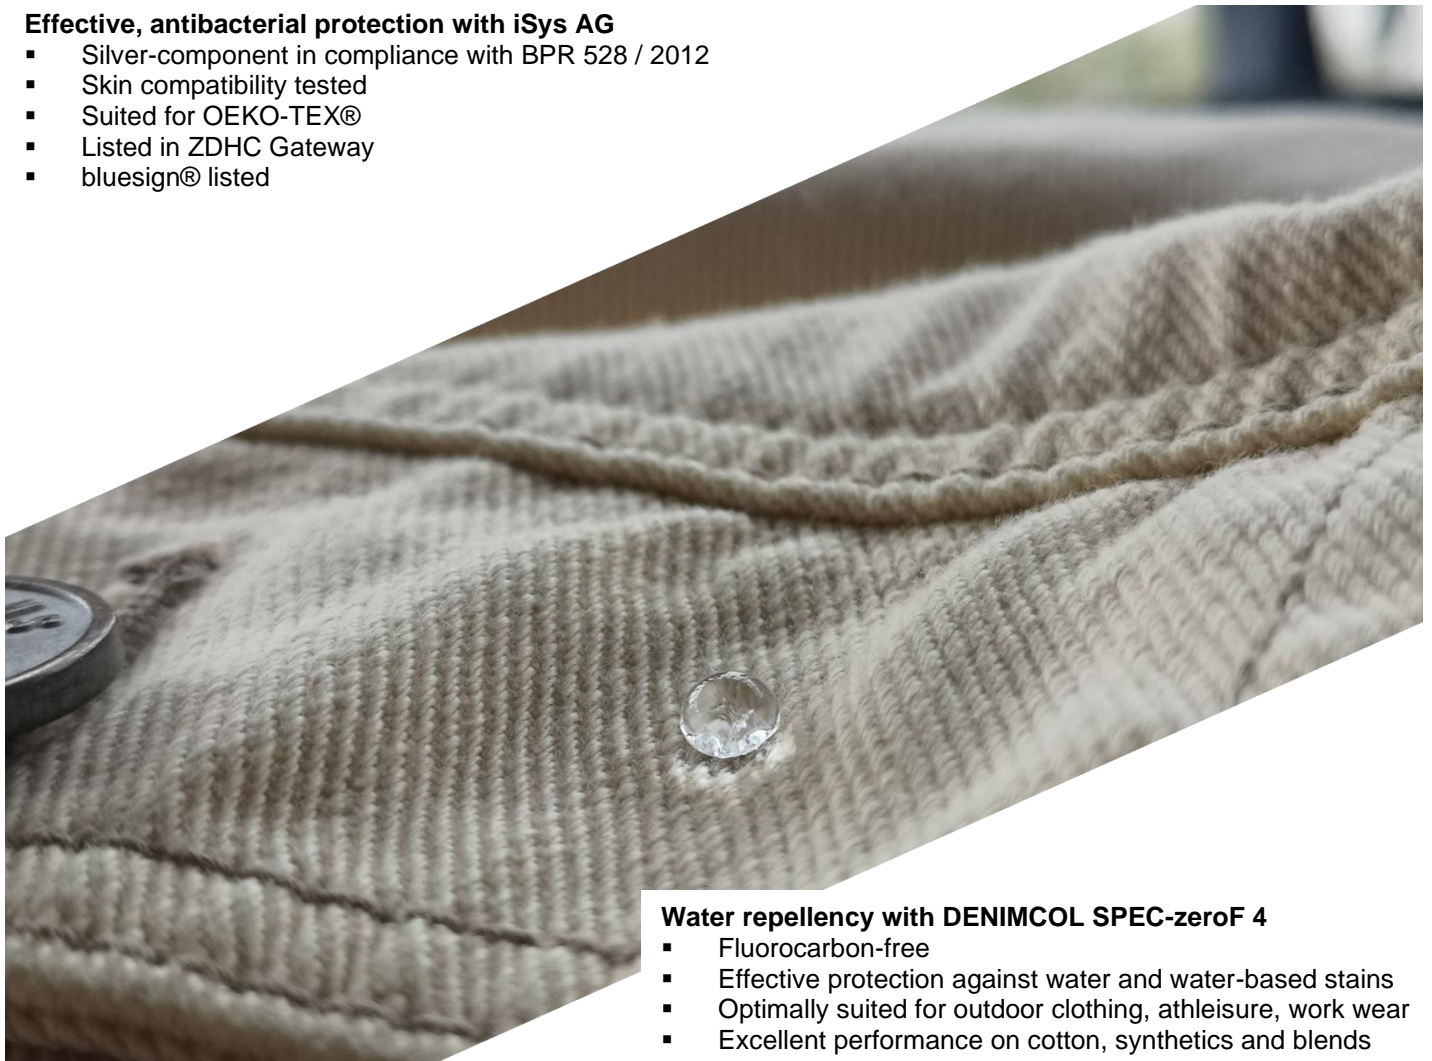 Effective, antibacterial protection with iSys AG
▪ Silver-component in compliance with BPR 528 / 2012
▪ Skin compatibility tested
▪ Suited for OEKO-TEX®
▪ Listed in ZDHC Gateway
▪ bluesign® listed
Water repellency with DENIMCOL SPEC-zeroF 4
▪ Fluorocarbon-free
▪ Effective protection against water and water-based stains
▪ Optimally suited for outdoor clothing, athleisure, work wear
▪ Excellent performance on cotton, synthetics and blends